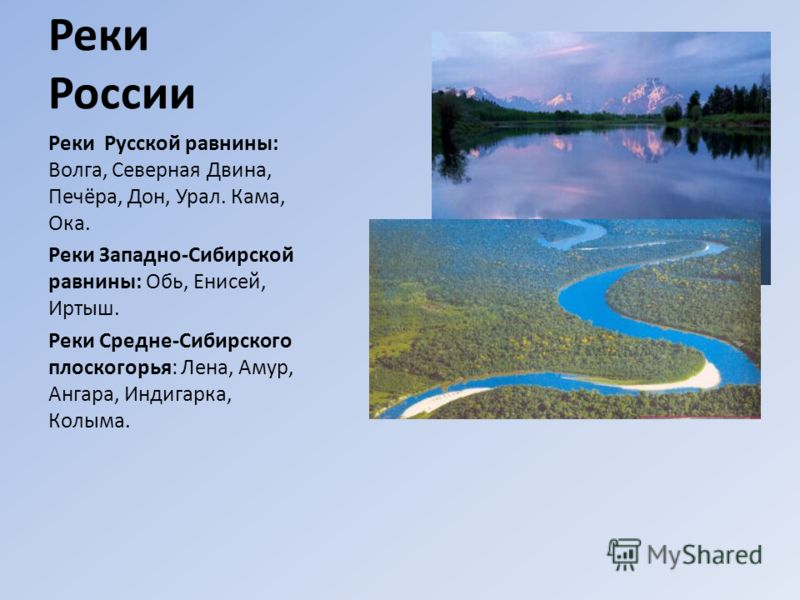 Реки
России
Реки Русской равнины:
Волга, Северная Двина,
Печёра, Дон, Урал. Кама,
Ока.
Реки Западно-Сибирской
равнины: Обь, Енисей,
Иртыш.
Реки Средне-Сибирского
плоскогорья: Лена, Амур,
Ангара, Индигарка,
Колыма.
MyShared